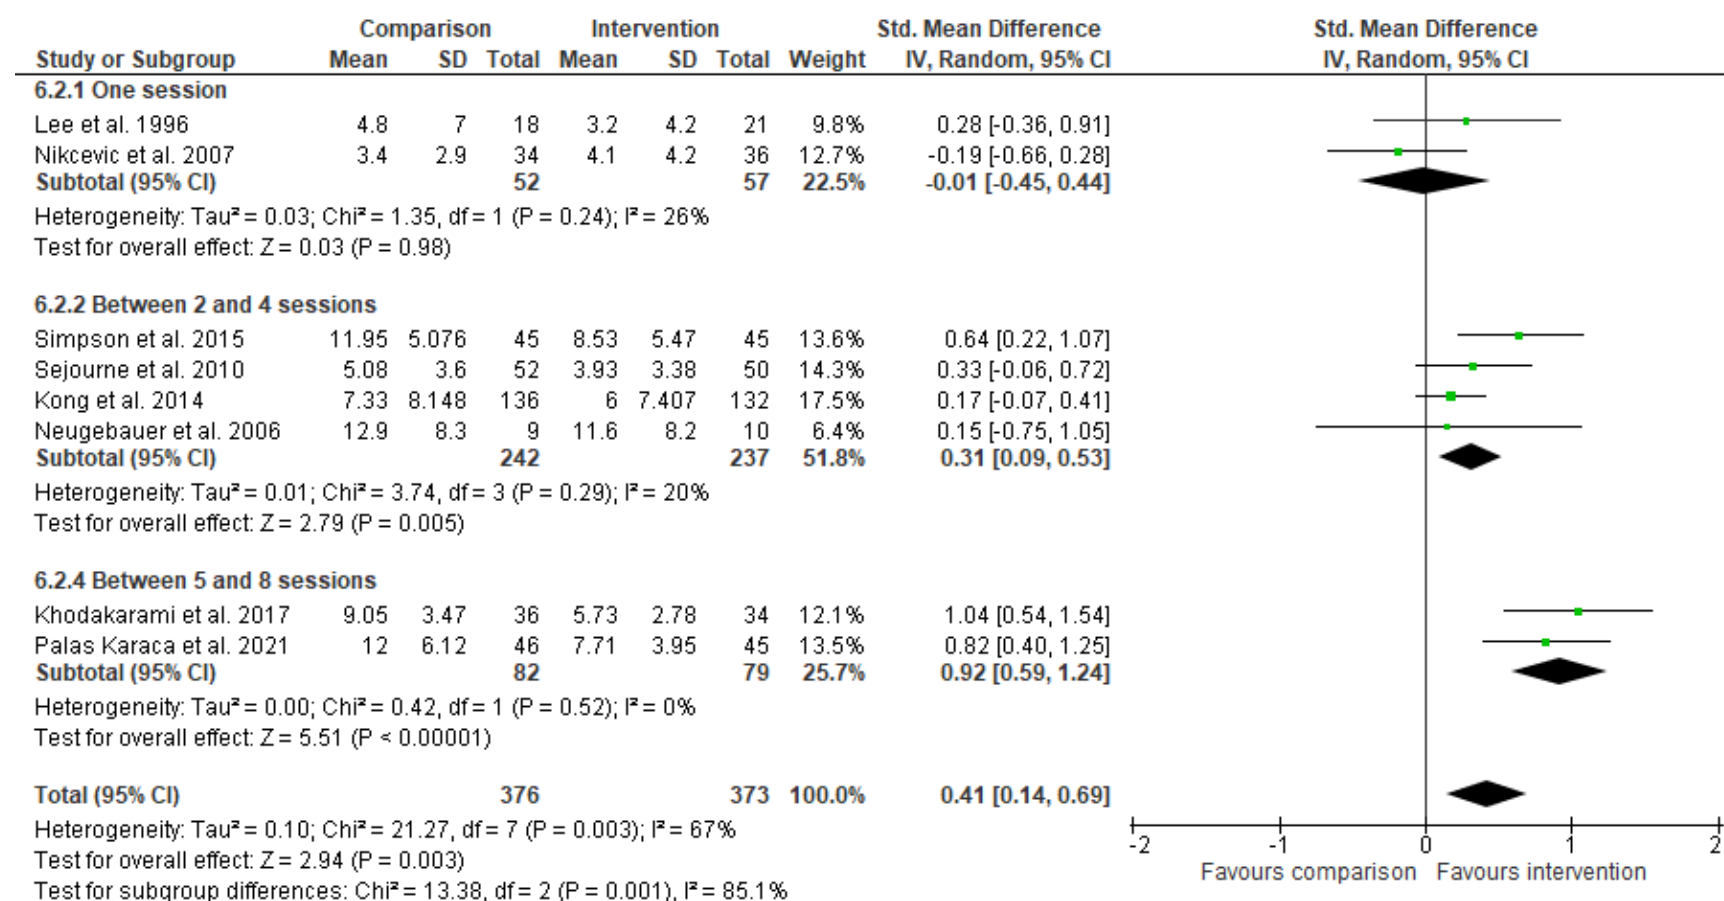 Comparison Intervention Std. Mean Difference Std. Mean Difference
Study or Subgroup Mean SD Total Mean SD Total Weight IV, Random, 95% CI IV, Random, 95% CI
6.2.1 One session
Lee et al. 1996 4.8 7 18 3.2 4.2 21 9.8% 0.28 [-0.36, 0.91]
Nikcevic et al. 2007 3.4 2.9 34 4.1 4.2 36 12.7% -0.19 [-0.66, 0.28]
Subtotal (95% CI) 52 57 22.5% -0.01 [-0.45, 0.44]
Heterogeneity: Tau² = 0.03; Chi² = 1.35, df = 1 (P = 0.24); I² = 26%
Test for overall effect: Z = 0.03 (P = 0.98)
6.2.2 Between 2 and 4 sessions
Simpson et al. 2015 11.95 5.076 45 8.53 5.47 45 13.6% 0.64 [0.22, 1.07]
Sejourne et al. 2010 5.08 3.6 52 3.93 3.38 50 14.3% 0.33 [-0.06, 0.72]
Kong et al. 2014 7.33 8.148 136 6 7.407 132 17.5% 0.17 [-0.07, 0.41]
Neugebauer et al. 2006 12.9 8.3 9 11.6 8.2 10 6.4% 0.15 [-0.75, 1.05]
Subtotal (95% CI) 242 237 51.8% 0.31 [0.09, 0.53]
Heterogeneity: Tau² = 0.01; Chi² = 3.74, df = 3 (P = 0.29); I² = 20%
Test for overall effect: Z = 2.79 (P = 0.005)
6.2.4 Between 5 and 8 sessions
Khodakarami et al. 2017 9.05 3.47 36 5.73 2.78 34 12.1% 1.04 [0.54, 1.54]
Palas Karaca et al. 2021 12 6.12 46 7.71 3.95 45 13.5% 0.82 [0.40, 1.25]
Subtotal (95% CI) 82 79 25.7% 0.92 [0.59, 1.24]
Heterogeneity: Tau² = 0.00; Chi² = 0.42, df = 1 (P = 0.52); I² = 0%
Test for overall effect: Z = 5.51 (P < 0.00001)
Total (95% CI) 376 373 100.0% 0.41 [0.14, 0.69]
Heterogeneity: Tau² = 0.10; Chi² = 21.27, df = 7 (P = 0.003); I² = 67%
Test for overall effect: Z = 2.94 (P = 0.003)
Test for subgroup differences: Chi² = 13.38, df = 2 (P = 0.001), I² = 85.1%
-2 -1 0 1 2
Favours comparison Favours intervention